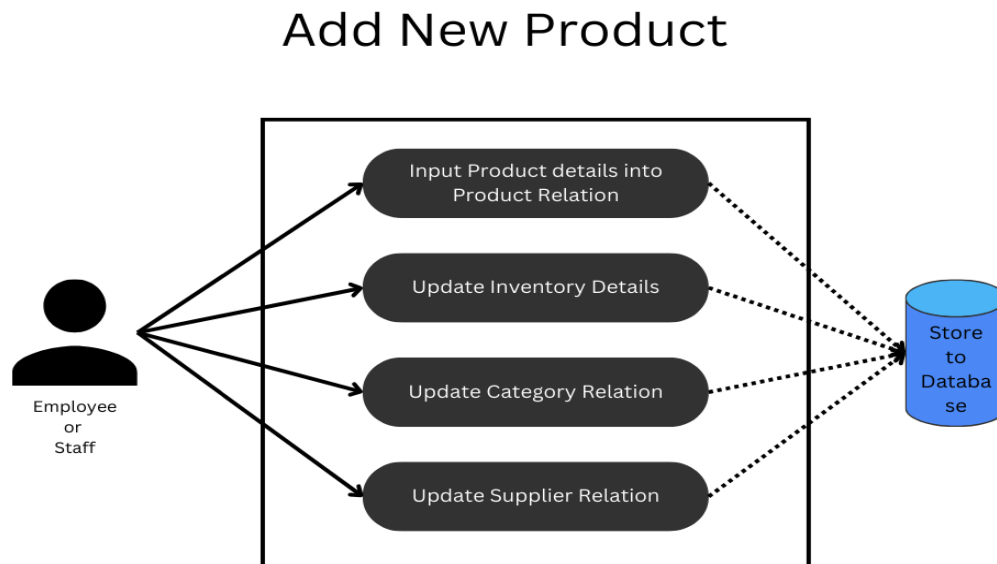 Add New Product
Input Product details into
Product Relation
Update Inventory Details
Update Category Relation
Update Supplier Relation
Employee
or
Staff
Store
to
Databa
se